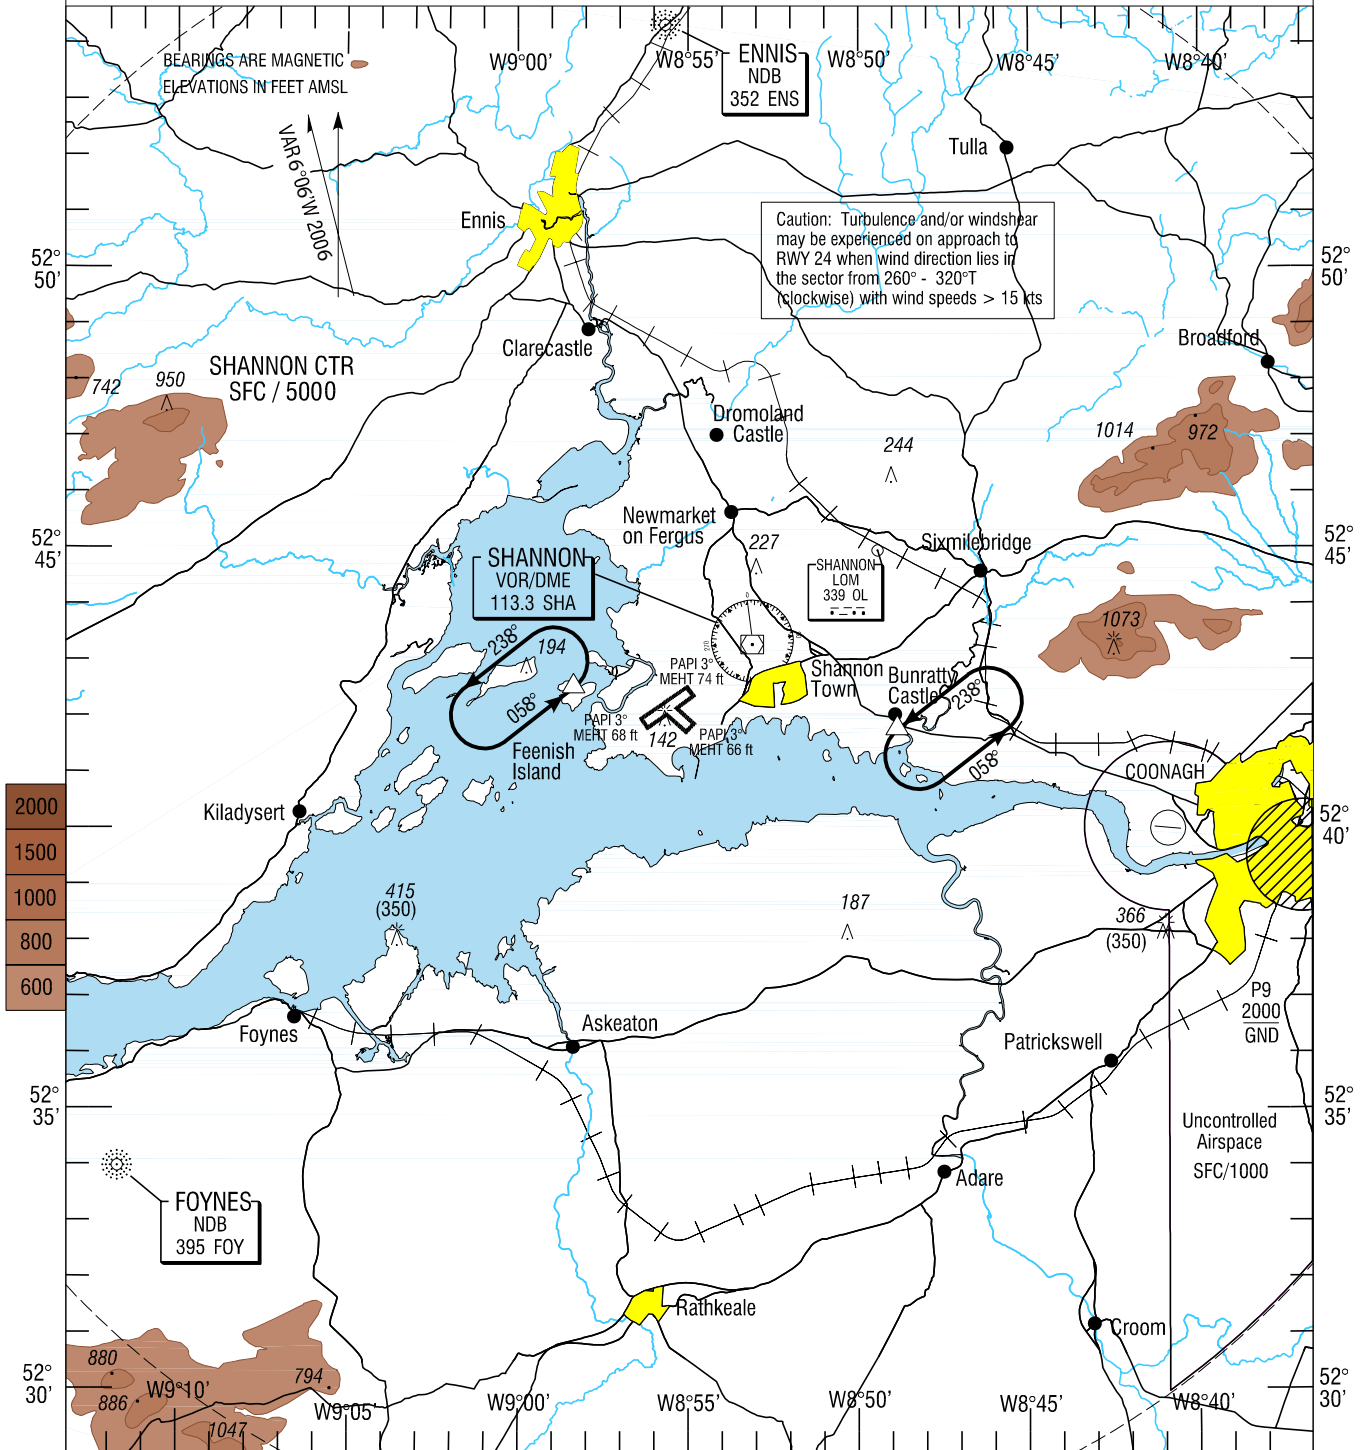 BEARINGS ARE MAGNETIC
ELEVATIONS IN FEET AMSL
VAR 6°06'W 2006
W9°00'
W8°55'
W8°50'
W8°45'
W8°40'
ENNIS
NDB
352 ENS
Tulla
Ennis
Caution: Turbulence and/or windshear
may be experienced on approach to
RWY 24 when wind direction lies in
the sector from 260° - 320°T
(clockwise) with wind speeds > 15 kts
52°
50'
52°
50'
Clarecastle
Broadford
SHANNON CTR
SFC / 5000
742
950
Dromoland
Castle
244
1014
972
Newmarket
on Fergus
227
Sixmilebridge
52°
45'
52°
45'
SHANNON
VOR/DME
113.3 SHA
SHANNON
LOM
339 OL
0
270
1073
238°
194
058°
PAPI 3°
MEHT 74 ft
Shannon
Town
Bunratty
Castle
238°
058°
PAPI 3°
MEHT 68 ft
142
PAPI 3°
MEHT 66 ft
Feenish
Island
COONAGH
Kiladysert
2000
1500
1000
800
600
52°
40'
415
(350)
187
366
(350)
P9
2000
GND
Foynes
Askeaton
Patrickswell
52°
35'
52°
35'
Uncontrolled
Airspace
SFC/1000
Adare
FOYNES
NDB
395 FOY
Rathkeale
Croom
880
886
794
1047
52°
30'
52°
30'
W9°10'
W9°05'
W9°00'
W8°55'
W8°50'
W8°45'
W8°40'